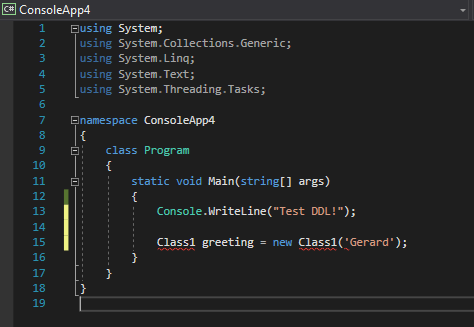 C# ConsoleApp4
1 using System;
2 using System.Collections.Generic;
3 using System.Linq;
4 using System.Text;
5 using System.Threading.Tasks;
6
7 namespace ConsoleApp4
8 {
9 class Program
10 {
11 static void Main(string[] args)
12 {
13 Console.WriteLine("Test DDL!");
14
15 Class1 greeting = new Class1('Gerard');
16 }
17 }
18 }
19